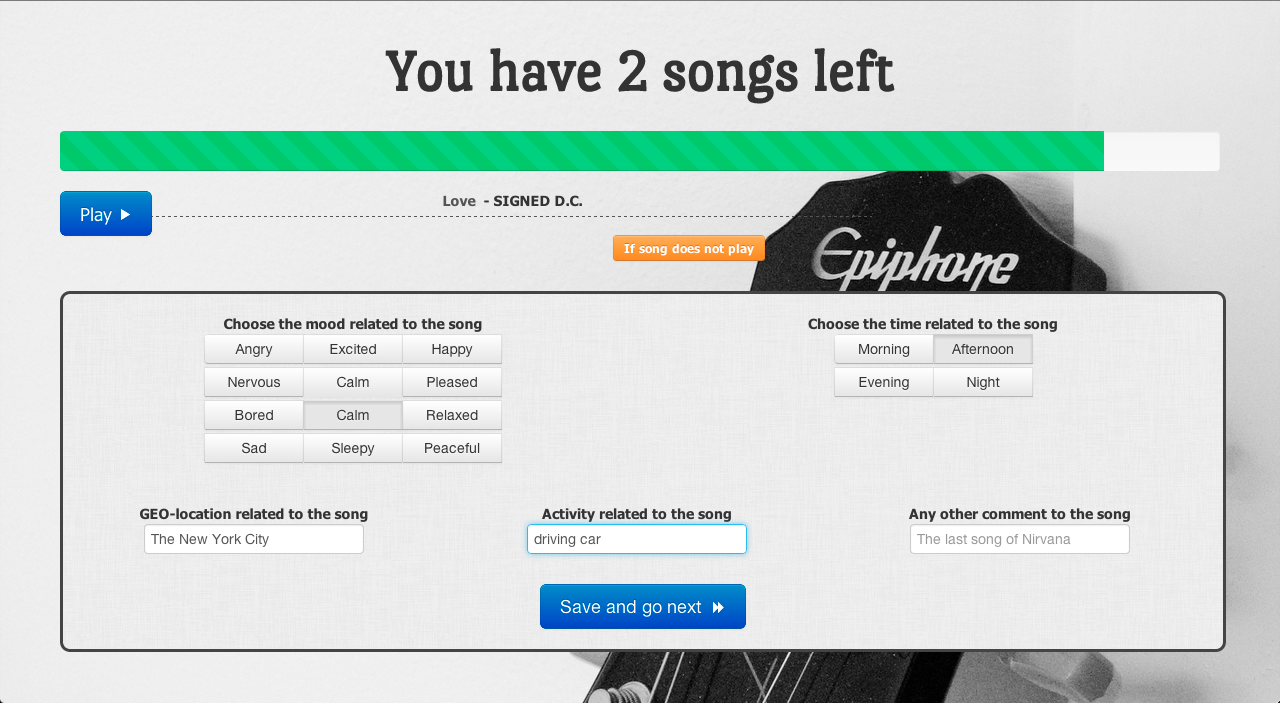 You have 2 songs left
Play
Love - SIGNED D.C.
If song does not play
Epiphone
Choose the mood related to the song
Angry Excited Happy
Nervous Calm Pleased
Bored Calm Relaxed
Sad Sleepy Peaceful
Choose the time related to the song
Morning Afternoon
Evening Night
GEO-location related to the song
The New York City
Activity related to the song
driving car
Any other comment to the song
The last song of Nirvana
Save and go next